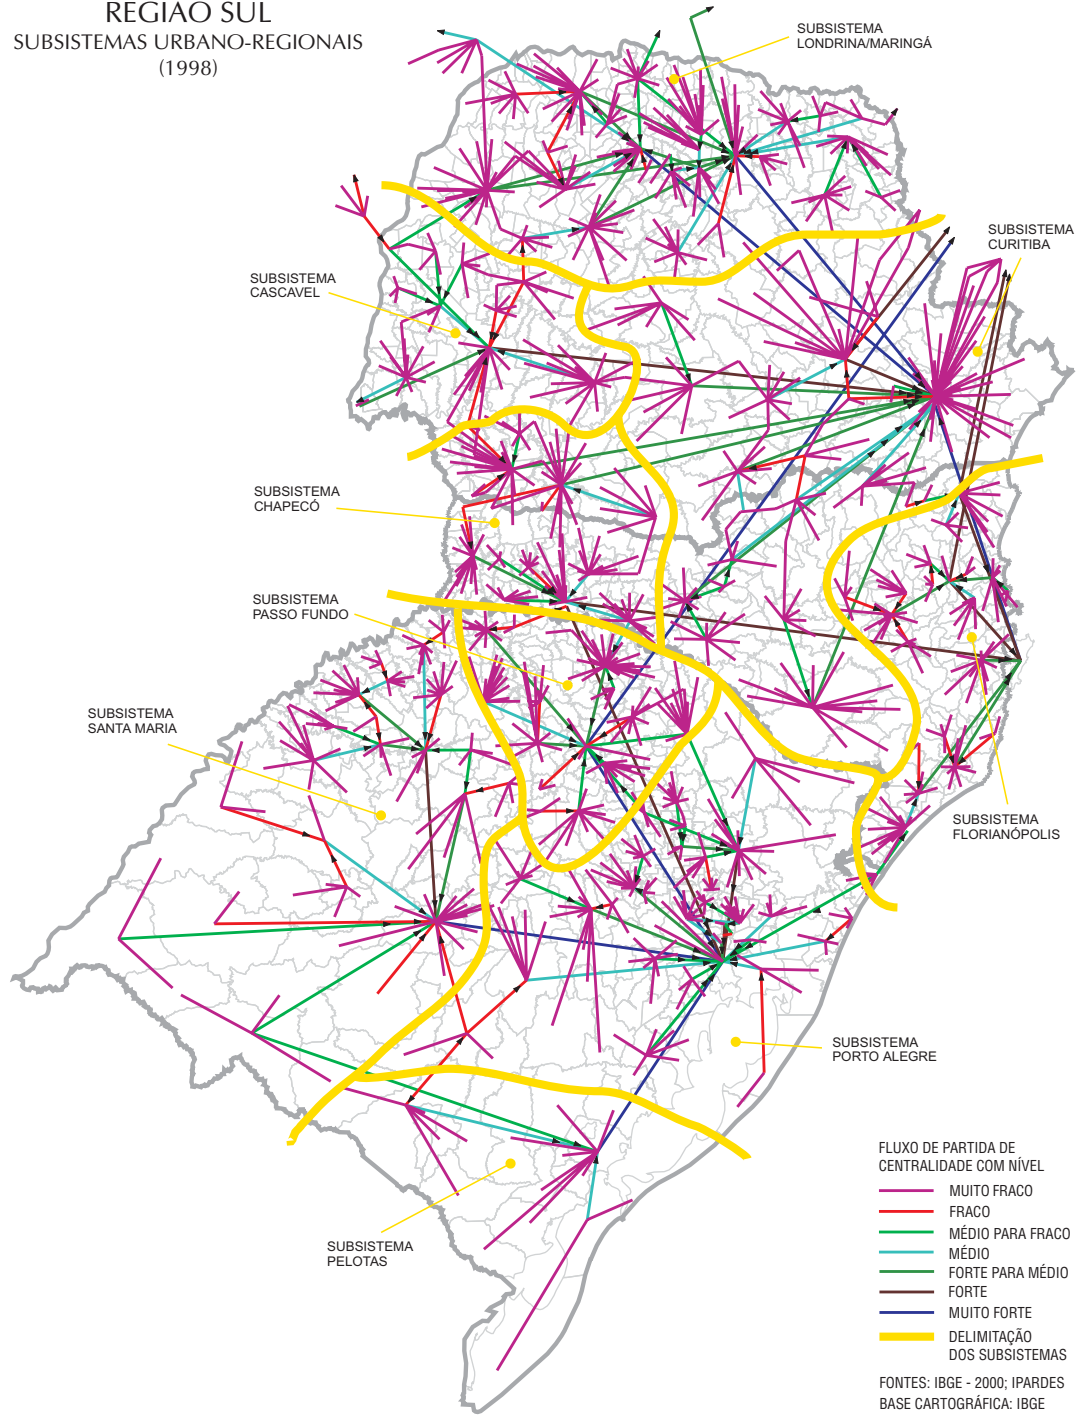 REGIÃO SUL
SUBSISTEMAS URBANO-REGIONAIS
(1998)
SUBSISTEMA
LONDRINA/MARINGÁ
SUBSISTEMA
CURITIBA
SUBSISTEMA
CASCAVEL
SUBSISTEMA
CHAPECÓ
SUBSISTEMA
PASSO FUNDO
SUBSISTEMA
SANTA MARIA
SUBSISTEMA
FLORIANÓPOLIS
SUBSISTEMA
PORTO ALEGRE
SUBSISTEMA
PELOTAS
FLUXO DE PARTIDA DE
CENTRALIDADE COM NÍVEL
MUITO FRACO
FRACO
MÉDIO PARA FRACO
MÉDIO
FORTE PARA MÉDIO
FORTE
MUITO FORTE
DELIMITAÇÃO
DOS SUBSISTEMAS
FONTES: IBGE - 2000; IPARDES
BASE CARTOGRÁFICA: IBGE